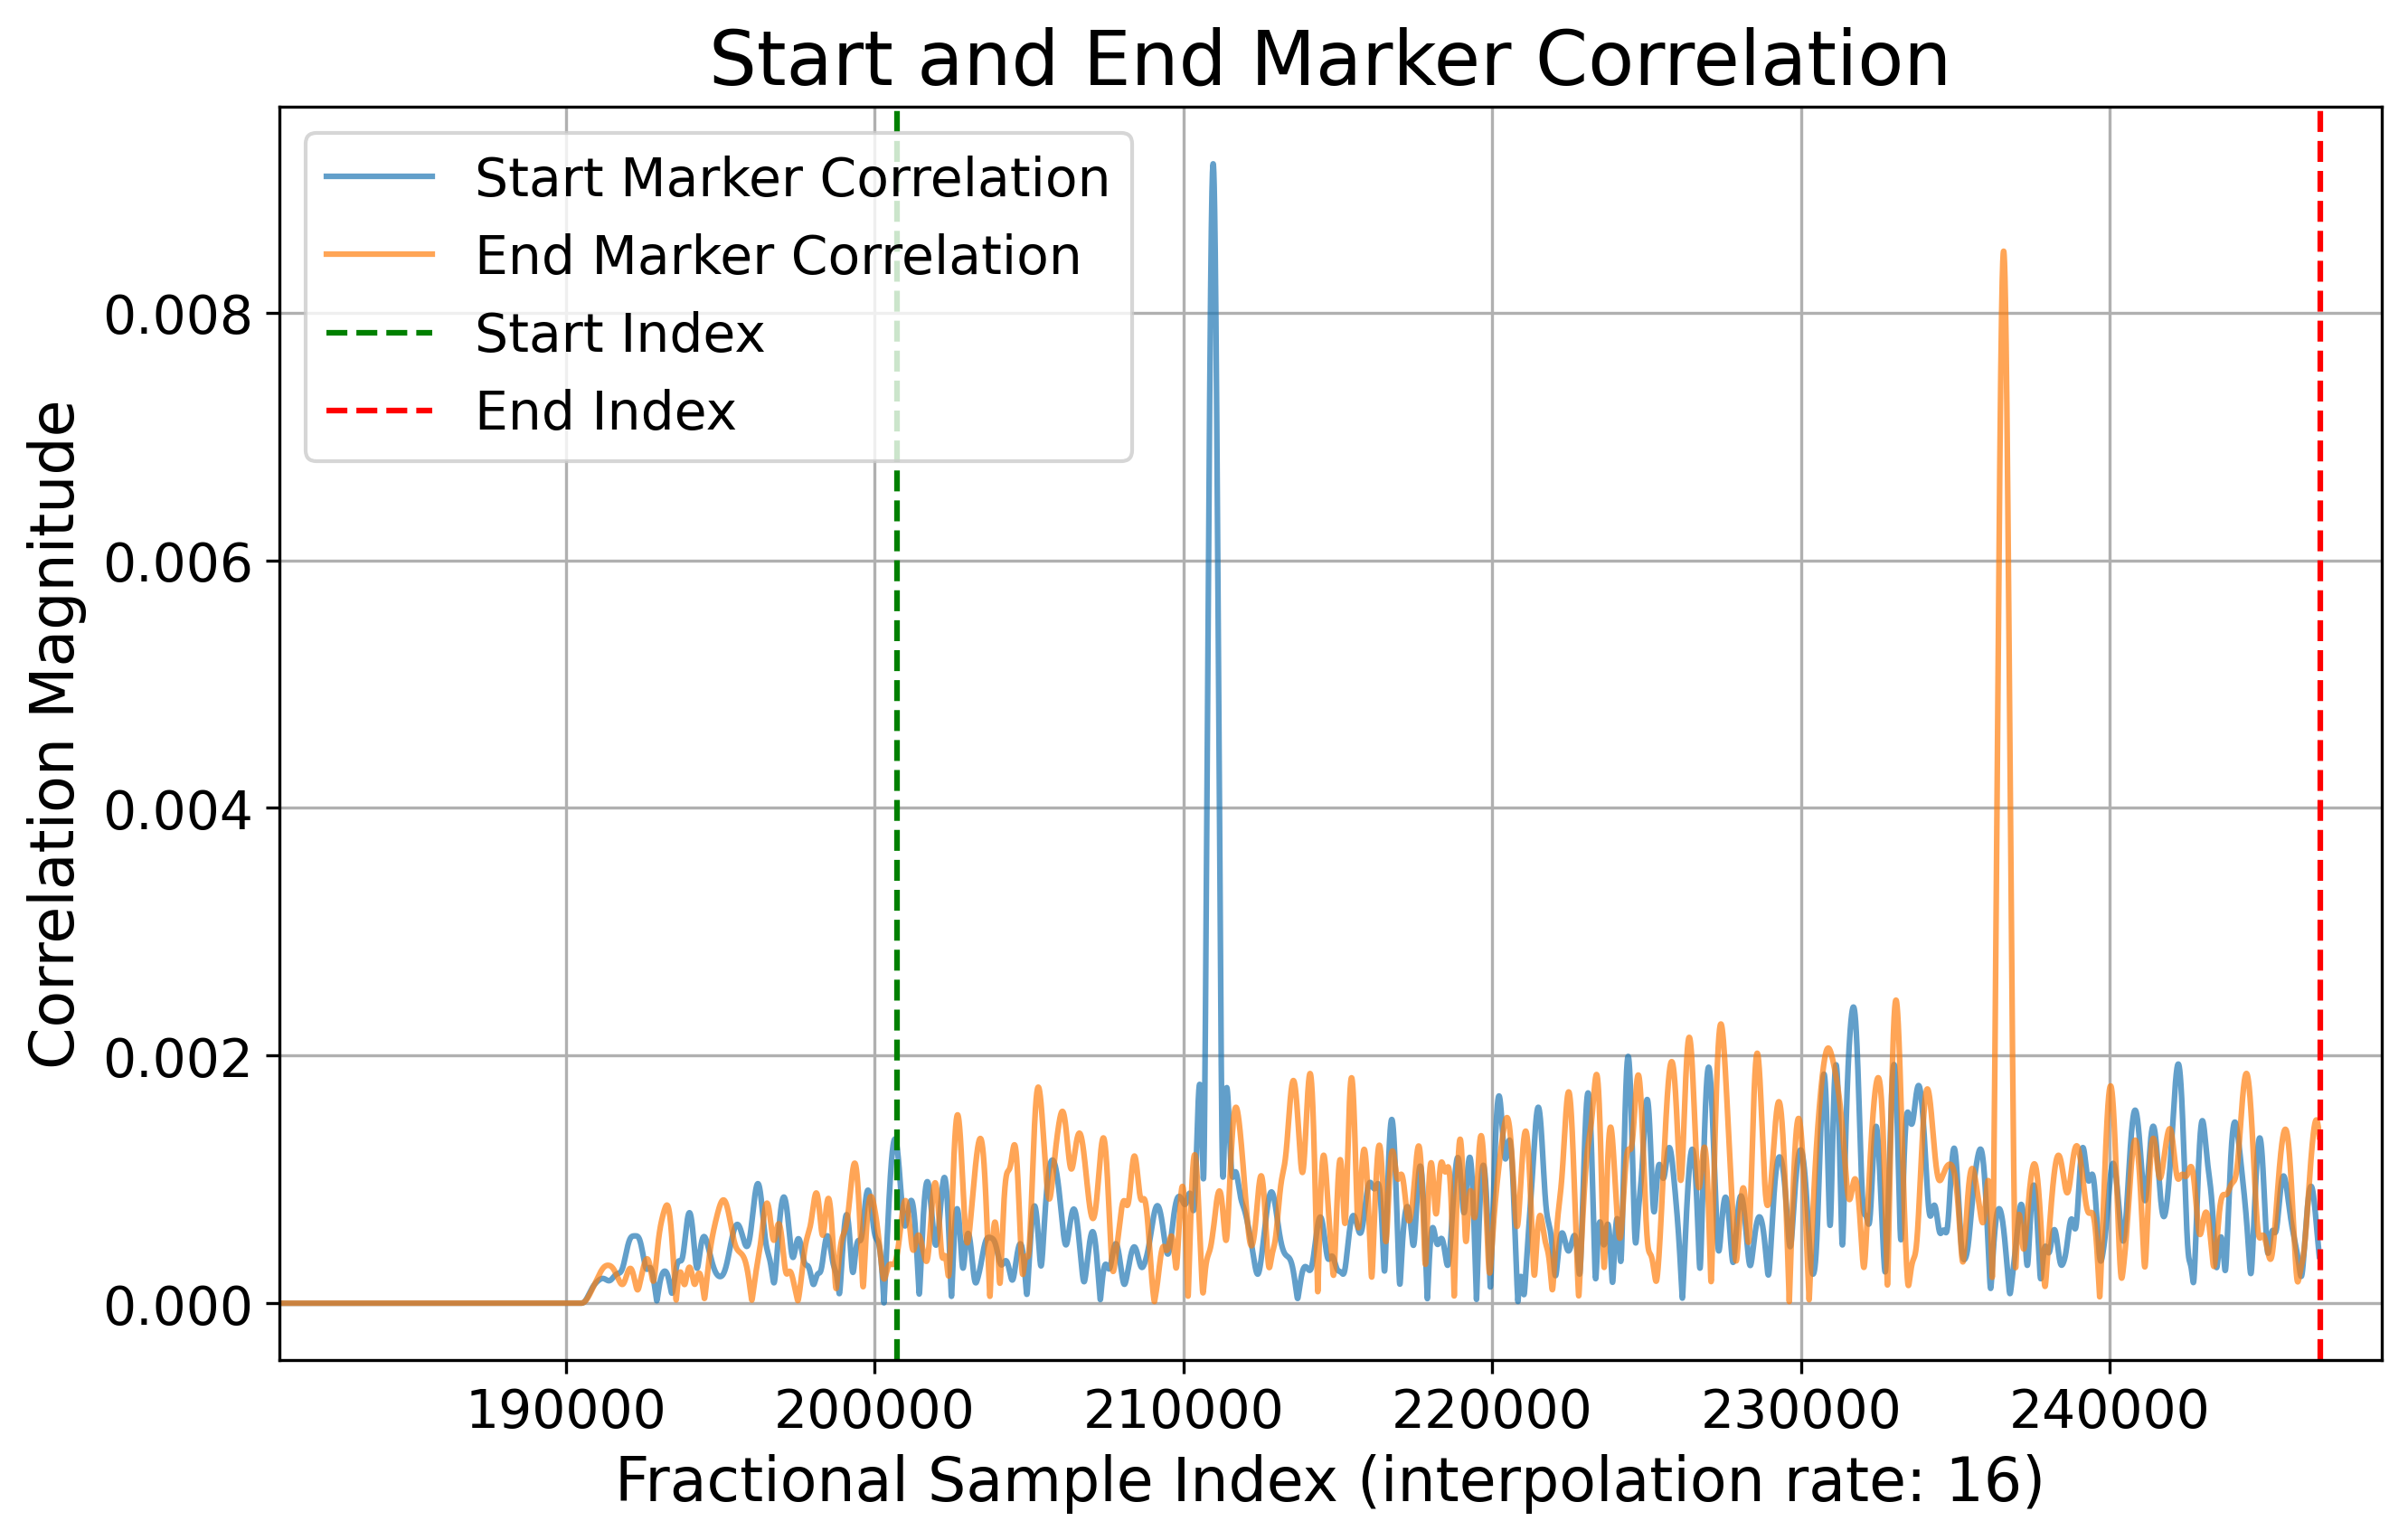 Start and End Marker Correlation
Start Marker Correlation
End Marker Correlation
Start Index
End Index
Correlation Magnitude
0.008
0.006
0.004
0.002
0.000
190000 200000 210000 220000 230000 240000
Fractional Sample Index (interpolation rate: 16)